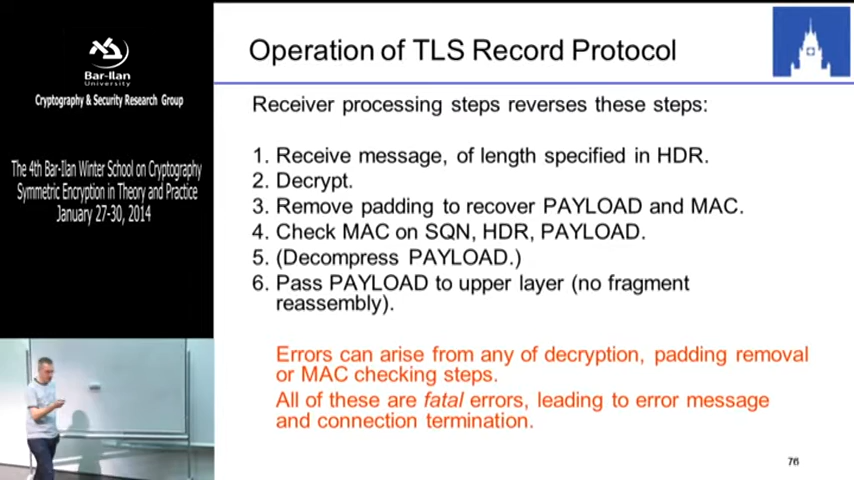 Bar-Ilan
University
Cryptography & Security Research Group
The 4th Bar-Ilan Winter School on Cryptography
Symmetric Encryption in Theory and Practice
January 27-30, 2014
Operation of TLS Record Protocol
Receiver processing steps reverses these steps:
1. Receive message, of length specified in HDR.
2. Decrypt.
3. Remove padding to recover PAYLOAD and MAC.
4. Check MAC on SQN, HDR, PAYLOAD.
5. (Decompress PAYLOAD.)
6. Pass PAYLOAD to upper layer (no fragment
reassembly).
Errors can arise from any of decryption, padding removal
or MAC checking steps.
All of these are fatal errors, leading to error message
and connection termination.
76